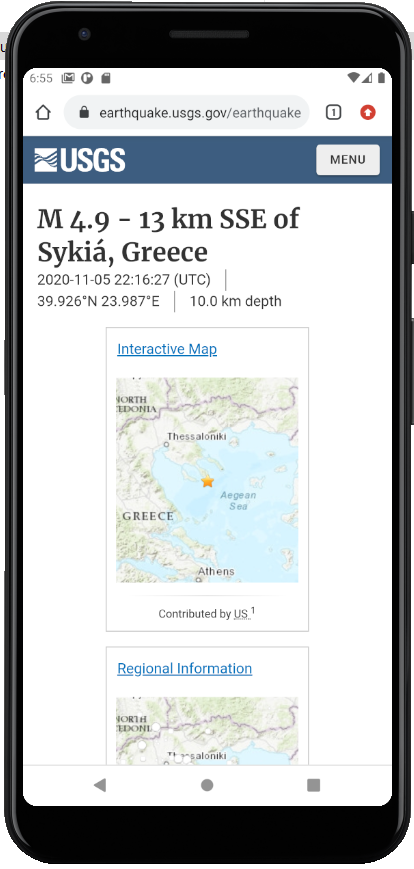 6:55
earthquake.usgs.gov/earthquake
1
USGS
MENU
M 4.9 - 13 km SSE of
Sykiá, Greece
2020-11-05 22:16:27 (UTC)
39.926°N 23.987°E
10.0 km depth
Interactive Map
NORTH
EDONIA
Thessaloniki
Aegean
Sea
GREECE
Athens
Contributed by US 1
Regional Information
NORTH
EDONI
Thessaloniki